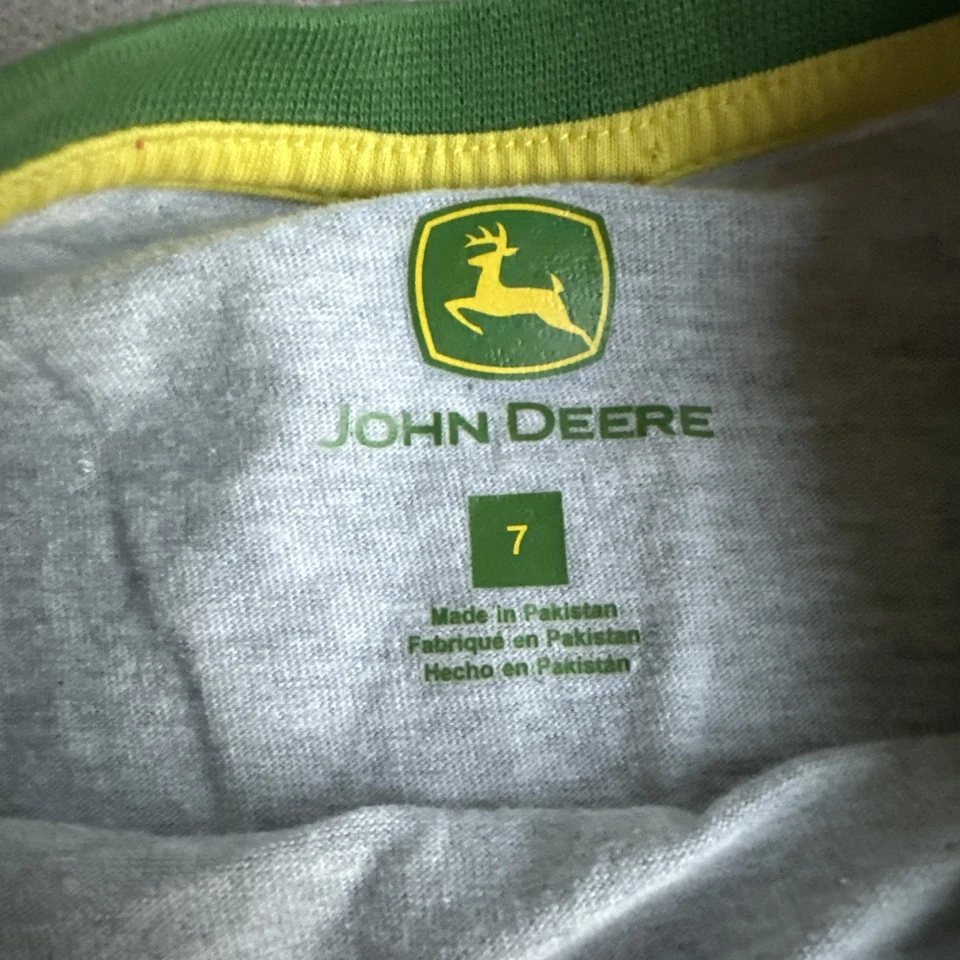 JOHN DEERE
7
Made in Pakistan
Fabriqué en Pakistan
Hecho en Pakistán